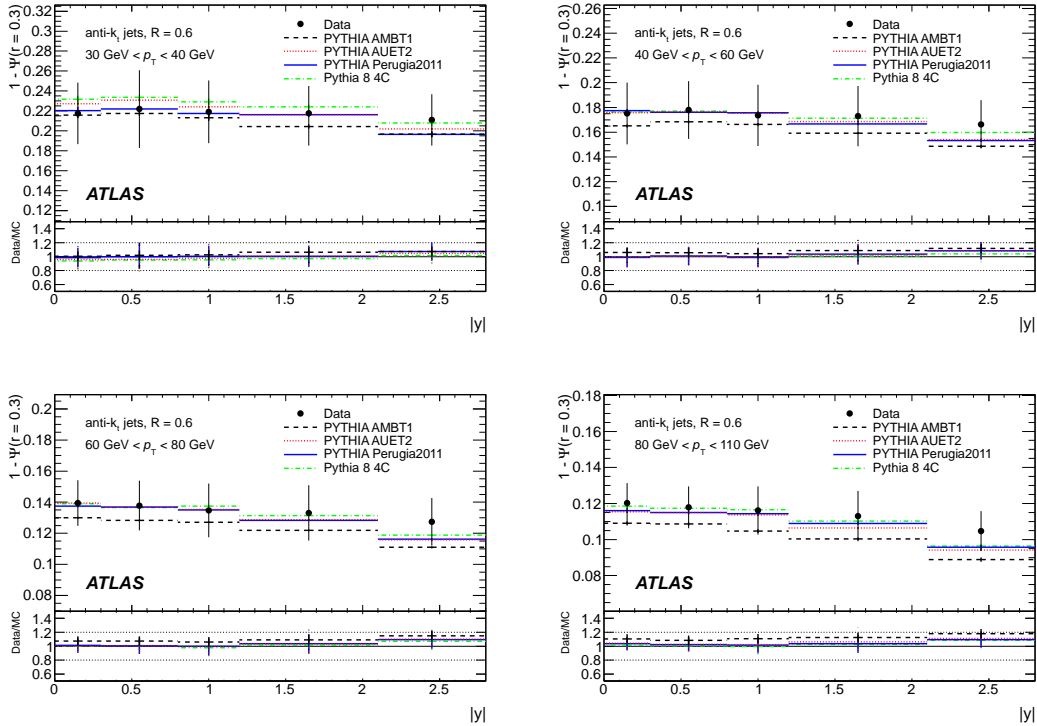 1 - Ψ(r = 0.3)
0.32
0.3
0.28
0.26
0.24
0.22
0.2
0.18
0.16
0.14
0.12
anti-kt jets, R = 0.6
30 GeV < pT < 40 GeV
Data
PYTHIA AMBT1
PYTHIA AUET2
PYTHIA Perugia2011
Pythia 8 4C
ATLAS
Data/MC
1.4
1.2
1
0.8
0.6
0 0.5 1 1.5 2 2.5
|y|
1 - Ψ(r = 0.3)
0.26
0.24
0.22
0.2
0.18
0.16
0.14
0.12
0.1
anti-kt jets, R = 0.6
40 GeV < pT < 60 GeV
Data
PYTHIA AMBT1
PYTHIA AUET2
PYTHIA Perugia2011
Pythia 8 4C
ATLAS
Data/MC
1.4
1.2
1
0.8
0.6
0 0.5 1 1.5 2 2.5
|y|
1 - Ψ(r = 0.3)
0.2
0.18
0.16
0.14
0.12
0.1
anti-kt jets, R = 0.6
60 GeV < pT < 80 GeV
Data
PYTHIA AMBT1
PYTHIA AUET2
PYTHIA Perugia2011
Pythia 8 4C
ATLAS
Data/MC
1.4
1.2
1
0.8
0.6
0 0.5 1 1.5 2 2.5
|y|
1 - Ψ(r = 0.3)
0.18
0.16
0.14
0.12
0.1
0.08
anti-kt jets, R = 0.6
80 GeV < pT < 110 GeV
Data
PYTHIA AMBT1
PYTHIA AUET2
PYTHIA Perugia2011
Pythia 8 4C
ATLAS
Data/MC
1.4
1.2
1
0.8
0.6
0 0.5 1 1.5 2 2.5
|y|